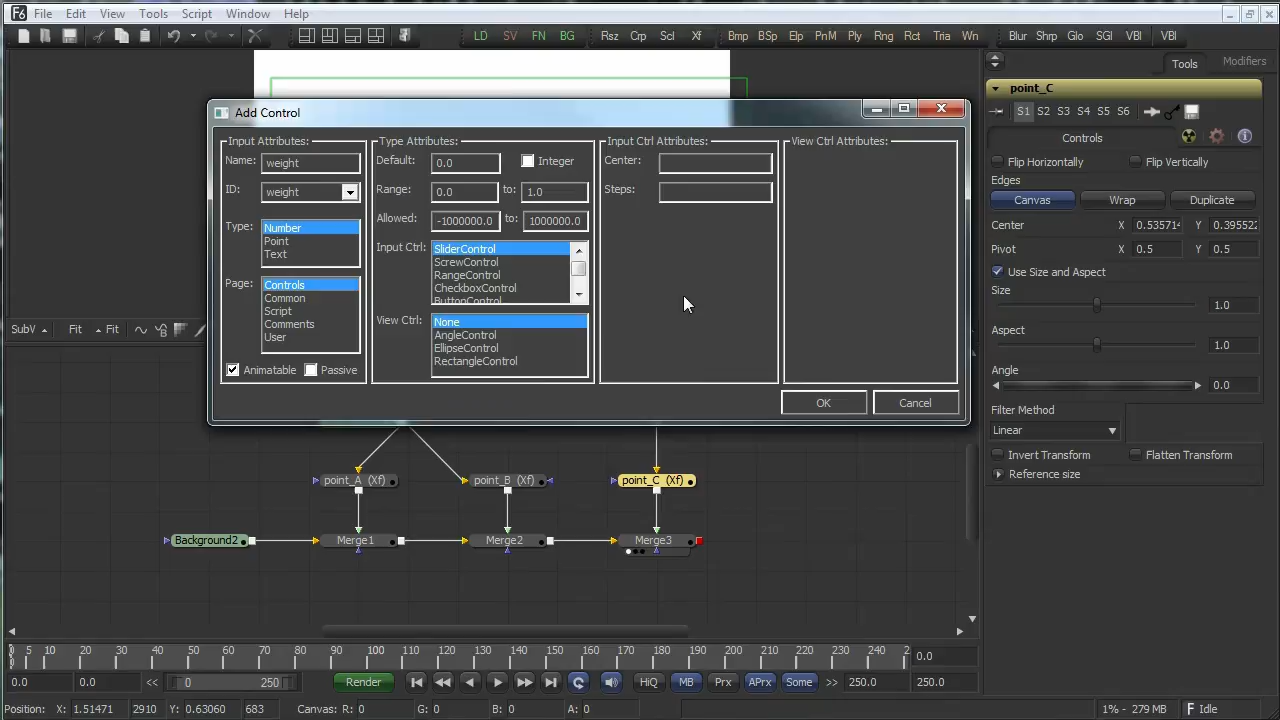 F6 File Edit View Tools Script Window Help
LD SV FN BG Rsz Crp Scl Xf Bmp BSp Elp PnM Ply Rng Rct Tria Wn Blur Shrp Glo SGl VBl VBl
Tools Modifiers
point_C
S1 S2 S3 S4 S5 S6
Controls
Flip Horizontally Flip Vertically
Edges
Canvas Wrap Duplicate
Center X 0.535714 Y 0.395522
Pivot X 0.5 Y 0.5
Use Size and Aspect
Size 1.0
Aspect 1.0
Angle 0.0
Filter Method
Linear
Invert Transform Flatten Transform
Reference size
Add Control
Input Attributes:
Name: weight
ID: weight
Type: Number
Point
Text
Page: Controls
Common
Script
Comments
User
Animatable Passive
Type Attributes:
Default: 0.0 Integer
Range: 0.0 to: 1.0
Allowed: -1000000.0 to: 1000000.0
Input Ctrl: SliderControl
ScrewControl
RangeControl
CheckboxControl
ButtonControl
View Ctrl: None
AngleControl
EllipseControl
RectangleControl
Input Ctrl Attributes:
Center:
Steps:
View Ctrl Attributes:
OK Cancel
SubV Fit Fit
point_A (Xf) point_B (Xf) point_C (Xf)
Background2 Merge1 Merge2 Merge3
0 5 10 20 30 40 50 60 70 80 90 100 110 120 130 140 150 160 170 180 190 200 210 220 230 240 2 0.0
0.0 0.0 << 0 250 Render HiQ MB Prx APrx Some >> 250.0 250.0
Position: X: 1.51471 2910 Y: 0.63060 683 Canvas: R: 0 G: 0 B: 0 A: 0 1% - 279 MB Idle